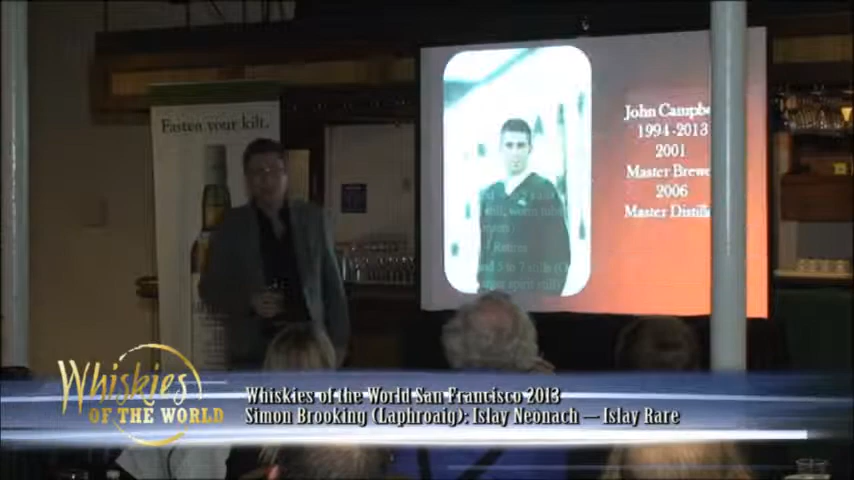 Fasten your kilt.
John Campbe
1994-2013
2001
Master Brewe
2006
Master Distill
Whiskies
OF THE WORLD
Whiskies of the World San Francisco 2013
Simon Brooking (Laphroaig); Islay Neonach — Islay Rare